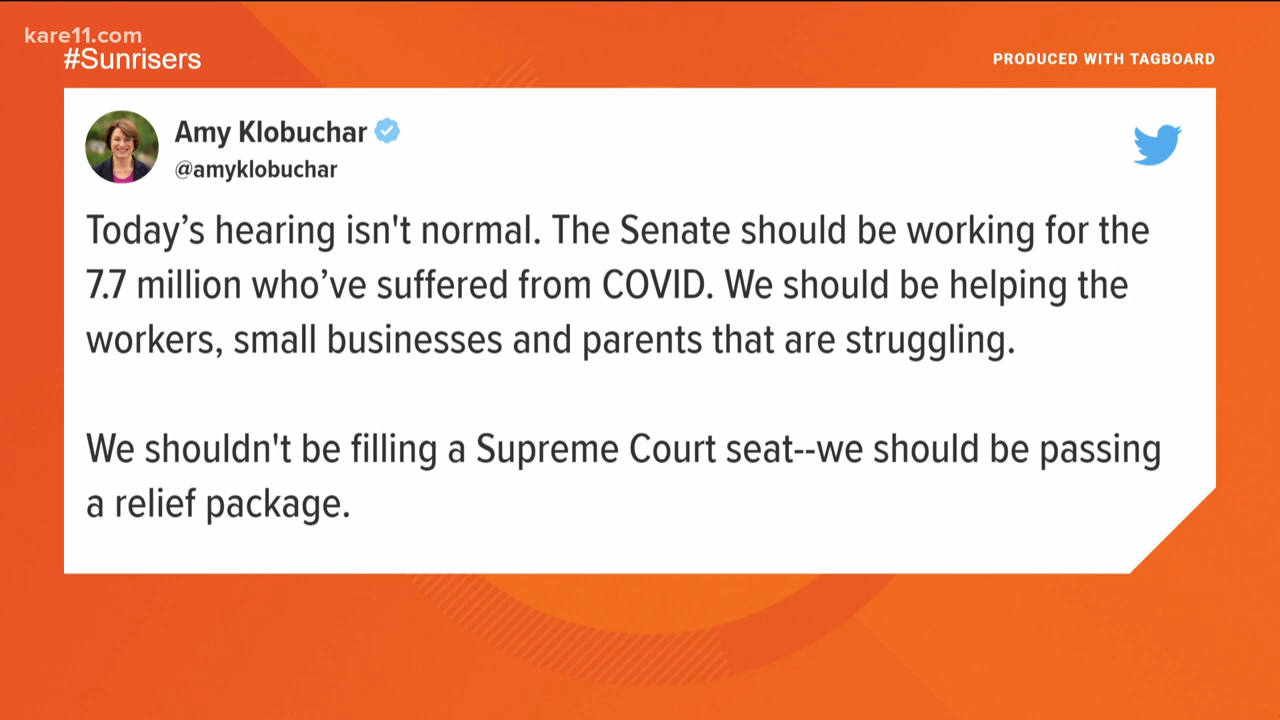 kare11.com
#Sunrisers
PRODUCED WITH TAGBOARD
Amy Klobuchar
@amyklobuchar
Today’s hearing isn't normal. The Senate should be working for the
7.7 million who’ve suffered from COVID. We should be helping the
workers, small businesses and parents that are struggling.
We shouldn't be filling a Supreme Court seat--we should be passing
a relief package.